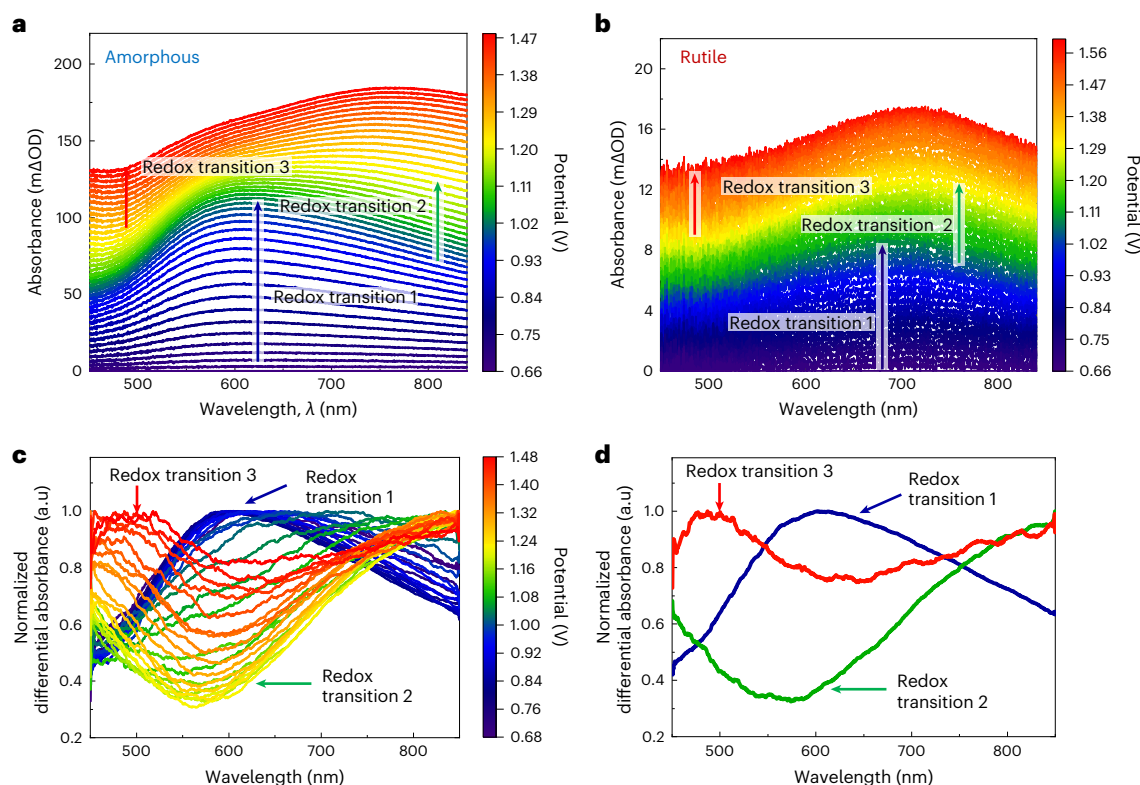 a
Amorphous
Absorbance (mΔOD)
200
150
100
50
0
500
600
700
800
Wavelength, λ (nm)
Redox transition 3
Redox transition 2
Redox transition 1
1.47
1.38
1.29
1.20
1.11
1.02
0.93
0.84
0.75
0.66
Potential (V)
b
Rutile
Absorbance (mΔOD)
20
16
12
8
4
0
500
600
700
800
Wavelength (nm)
Redox transition 3
Redox transition 2
Redox transition 1
1.56
1.47
1.38
1.29
1.20
1.11
1.02
0.93
0.84
0.75
0.66
Potential (V)
c
Normalized
differential absorbance (a.u)
1.0
0.8
0.6
0.4
0.2
500
600
700
800
Wavelength (nm)
Redox transition 3
Redox
transition 1
Redox
transition 2
1.48
1.40
1.32
1.24
1.16
1.08
1.00
0.92
0.84
0.76
0.68
Potential (V)
d
Normalized
differential absorbance (a.u)
1.0
0.8
0.6
0.4
0.2
500
600
700
800
Wavelength (nm)
Redox transition 3
Redox
transition 1
Redox
transition 2